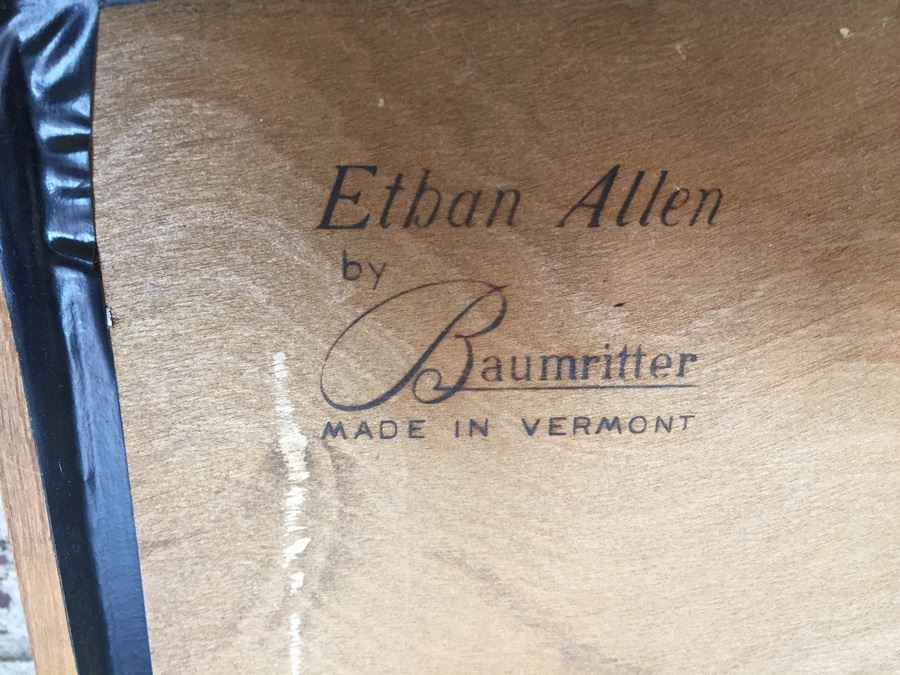 Ethan Allen
by
Baumritter
MADE IN VERMONT